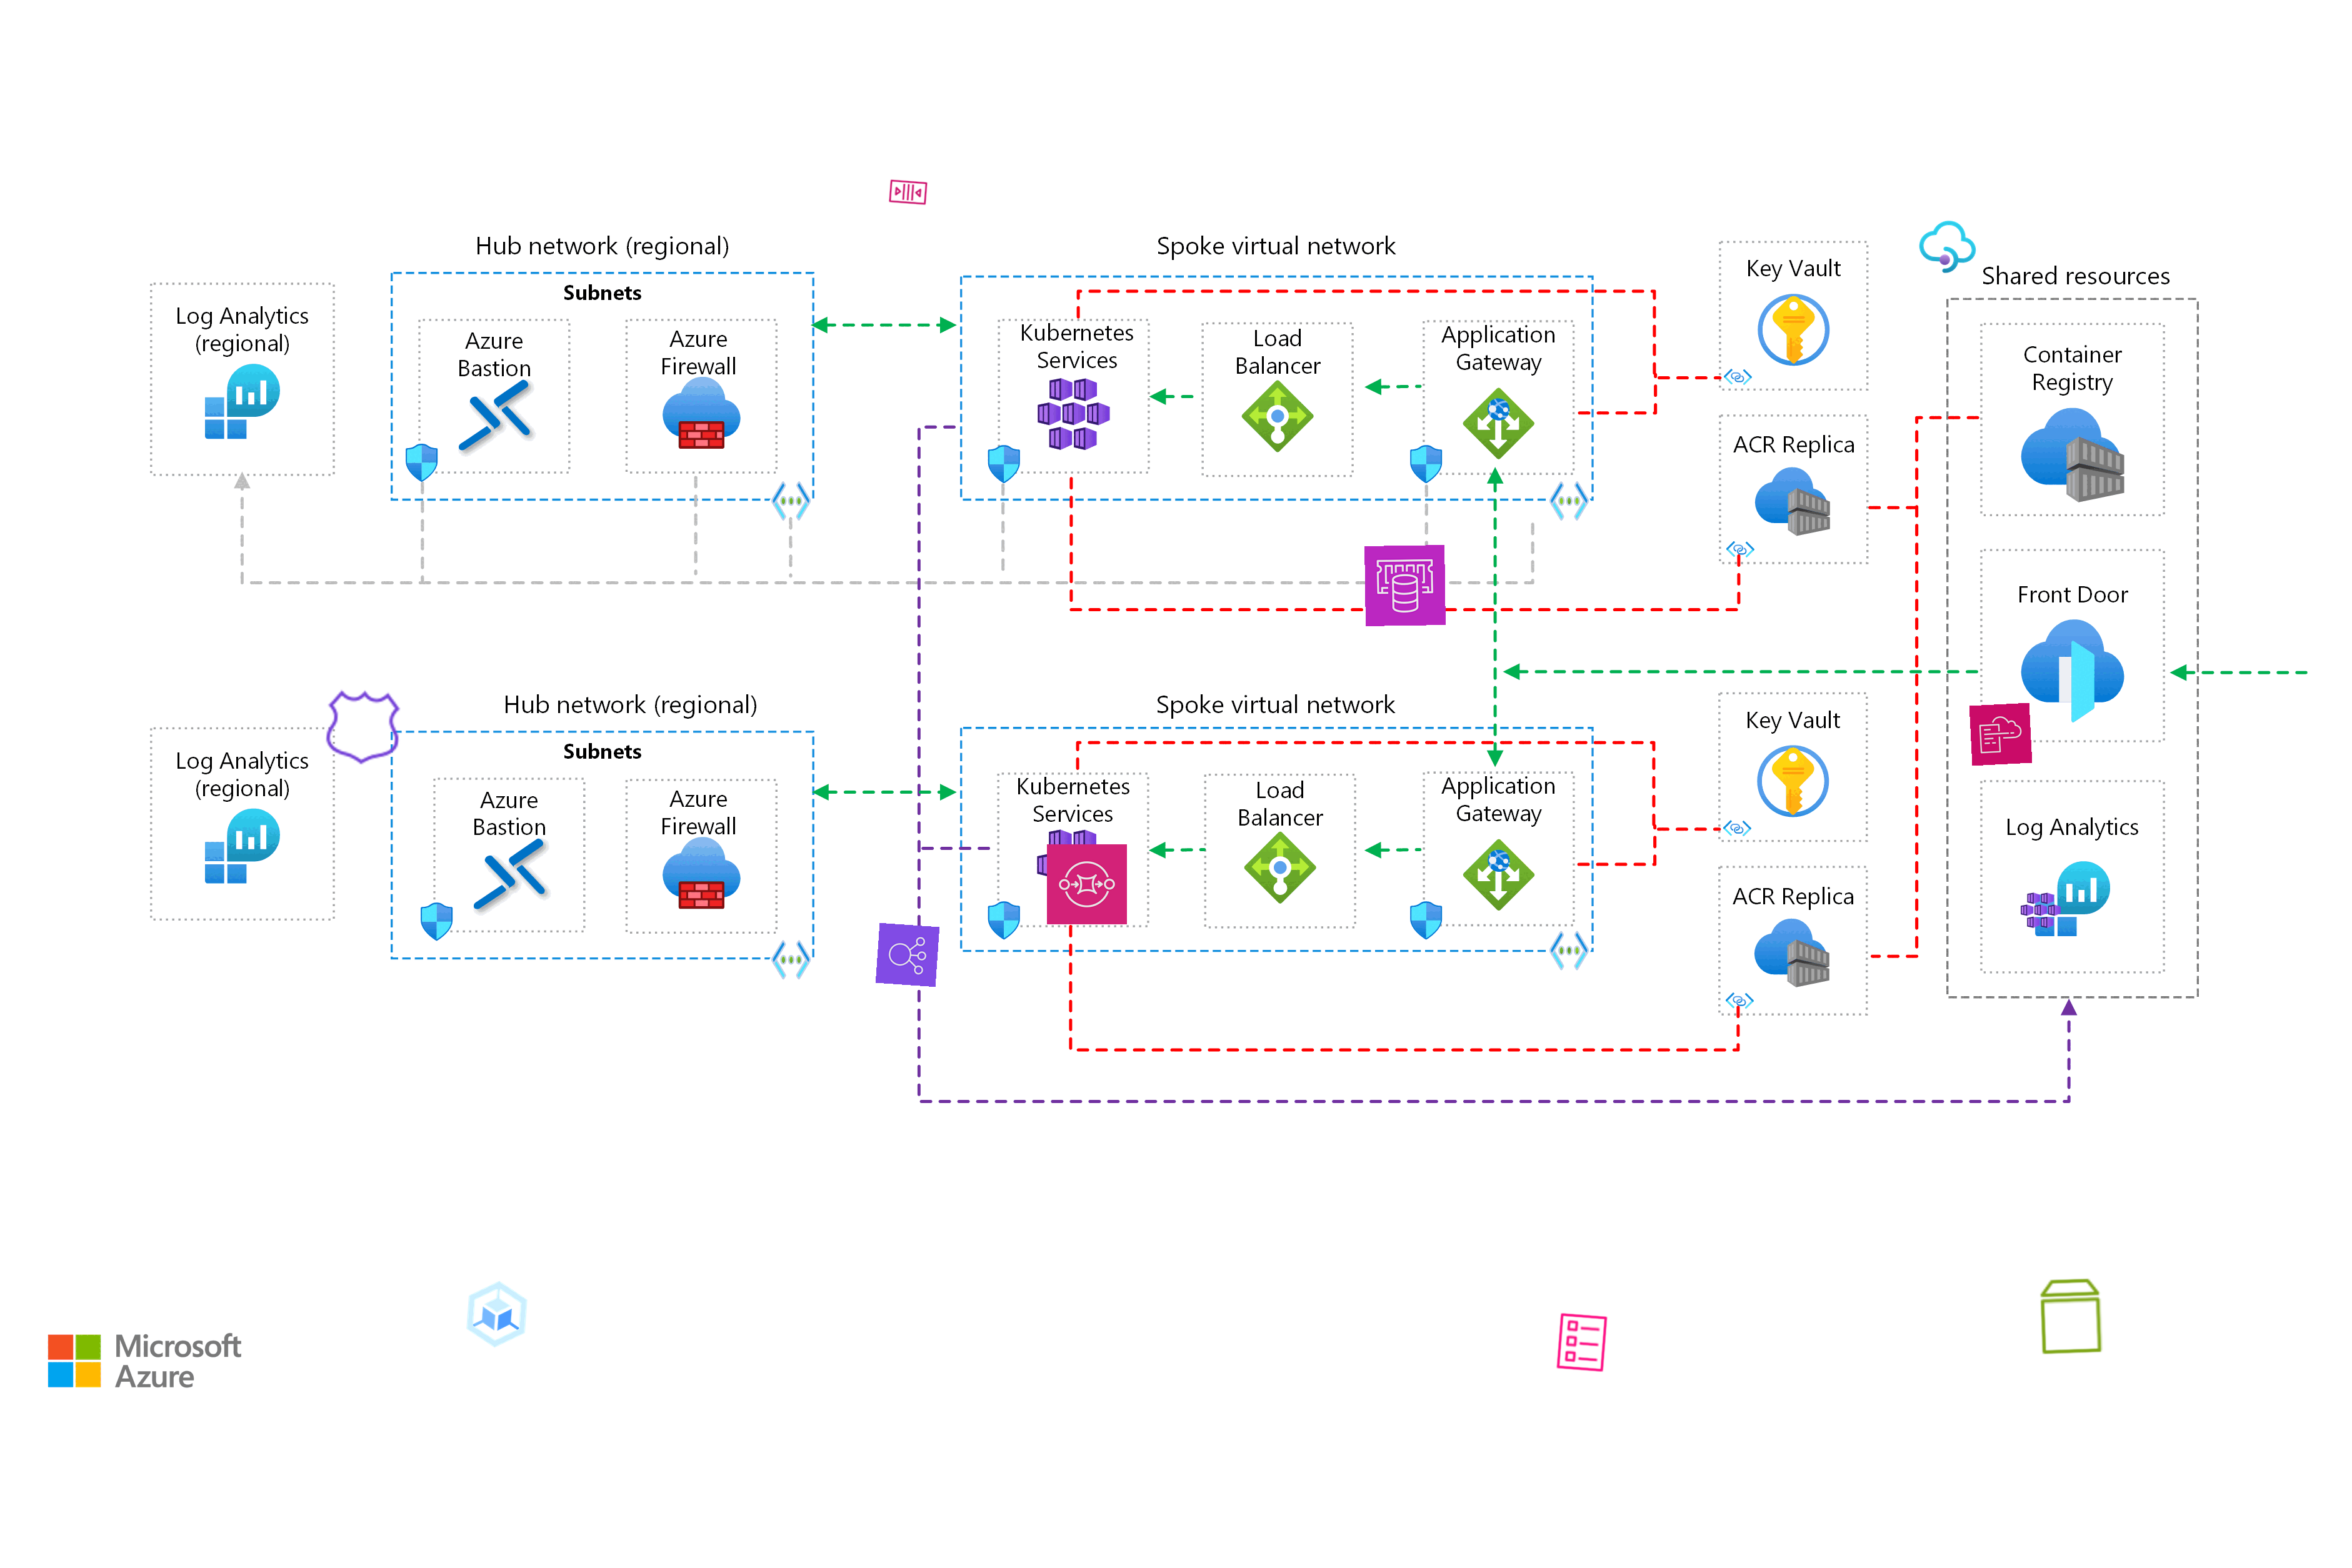 Hub network (regional)
Spoke virtual network
Key Vault
Shared resources
Subnets
Log Analytics
(regional)
Azure
Bastion
Azure
Firewall
Kubernetes
Services
Load
Balancer
Application
Gateway
Container
Registry
ACR Replica
Front Door
Hub network (regional)
Spoke virtual network
Key Vault
Subnets
Log Analytics
(regional)
Azure
Bastion
Azure
Firewall
Kubernetes
Services
Load
Balancer
Application
Gateway
Log Analytics
ACR Replica
Microsoft
Azure